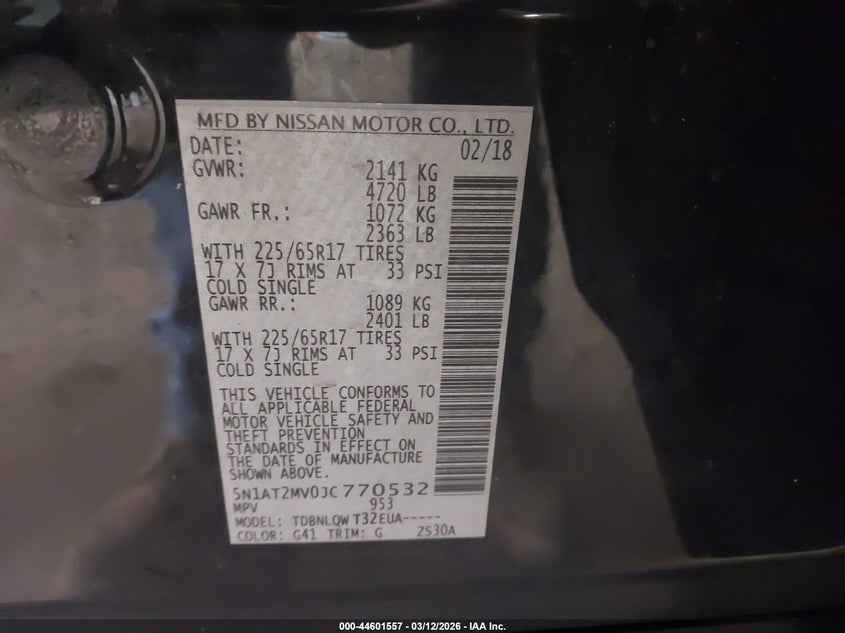 MFD BY NISSAN MOTOR CO., LTD.
DATE: 02/18
GVWR: 2141 KG
4720 LB
GAWR FR.: 1072 KG
2363 LB
WITH 225/65R17 TIRES
17 X 7J RIMS AT 33 PSI
COLD SINGLE
GAWR RR.: 1089 KG
2401 LB
WITH 225/65R17 TIRES
17 X 7J RIMS AT 33 PSI
COLD SINGLE
THIS VEHICLE CONFORMS TO
ALL APPLICABLE FEDERAL
MOTOR VEHICLE SAFETY AND
THEFT PREVENTION
STANDARDS IN EFFECT ON
THE DATE OF MANUFACTURE
SHOWN ABOVE.
5N1AT2MV0JC770532
MPV 953
MODEL: TDBNLQW T32EUA-----
COLOR: G41 TRIM: G ZS30A
000-44601557 - 03/12/2026 - IAA Inc.